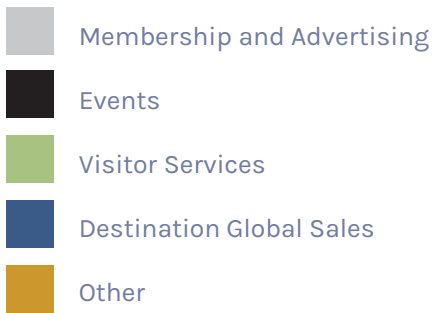 Membership and Advertising
Events
Visitor Services
Destination Global Sales
Other